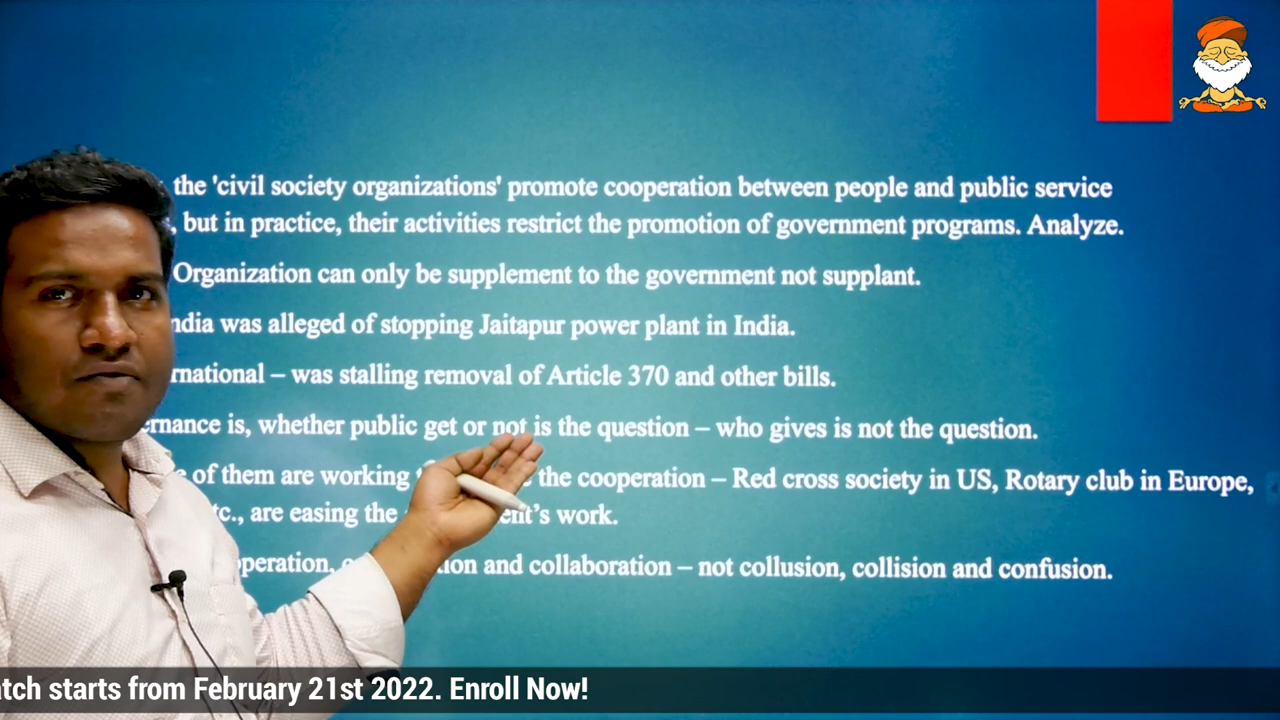 the 'civil society organizations' promote cooperation between people and public service
, but in practice, their activities restrict the promotion of government programs. Analyze.
Organization can only be supplement to the government not supplant.
ndia was alleged of stopping Jaitapur power plant in India.
rnational – was stalling removal of Article 370 and other bills.
ernance is, whether public get or not is the question – who gives is not the question.
of them are working the cooperation – Red cross society in US, Rotary club in Europe,
tc., are easing the ent's work.
peration, ion and collaboration – not collusion, collision and confusion.
atch starts from February 21st 2022. Enroll Now!